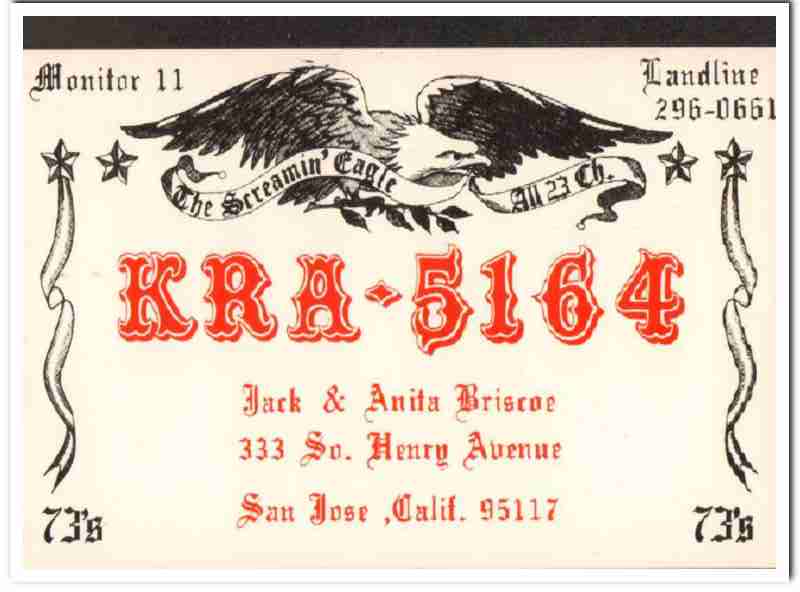 Monitor 11
Landline
296-0661
The Screamin' Eagle
All 23 Ch.
KRA-5164
Jack & Anita Briscoe
333 So. Henry Avenue
San Jose ,Calif. 95117
73's
73's